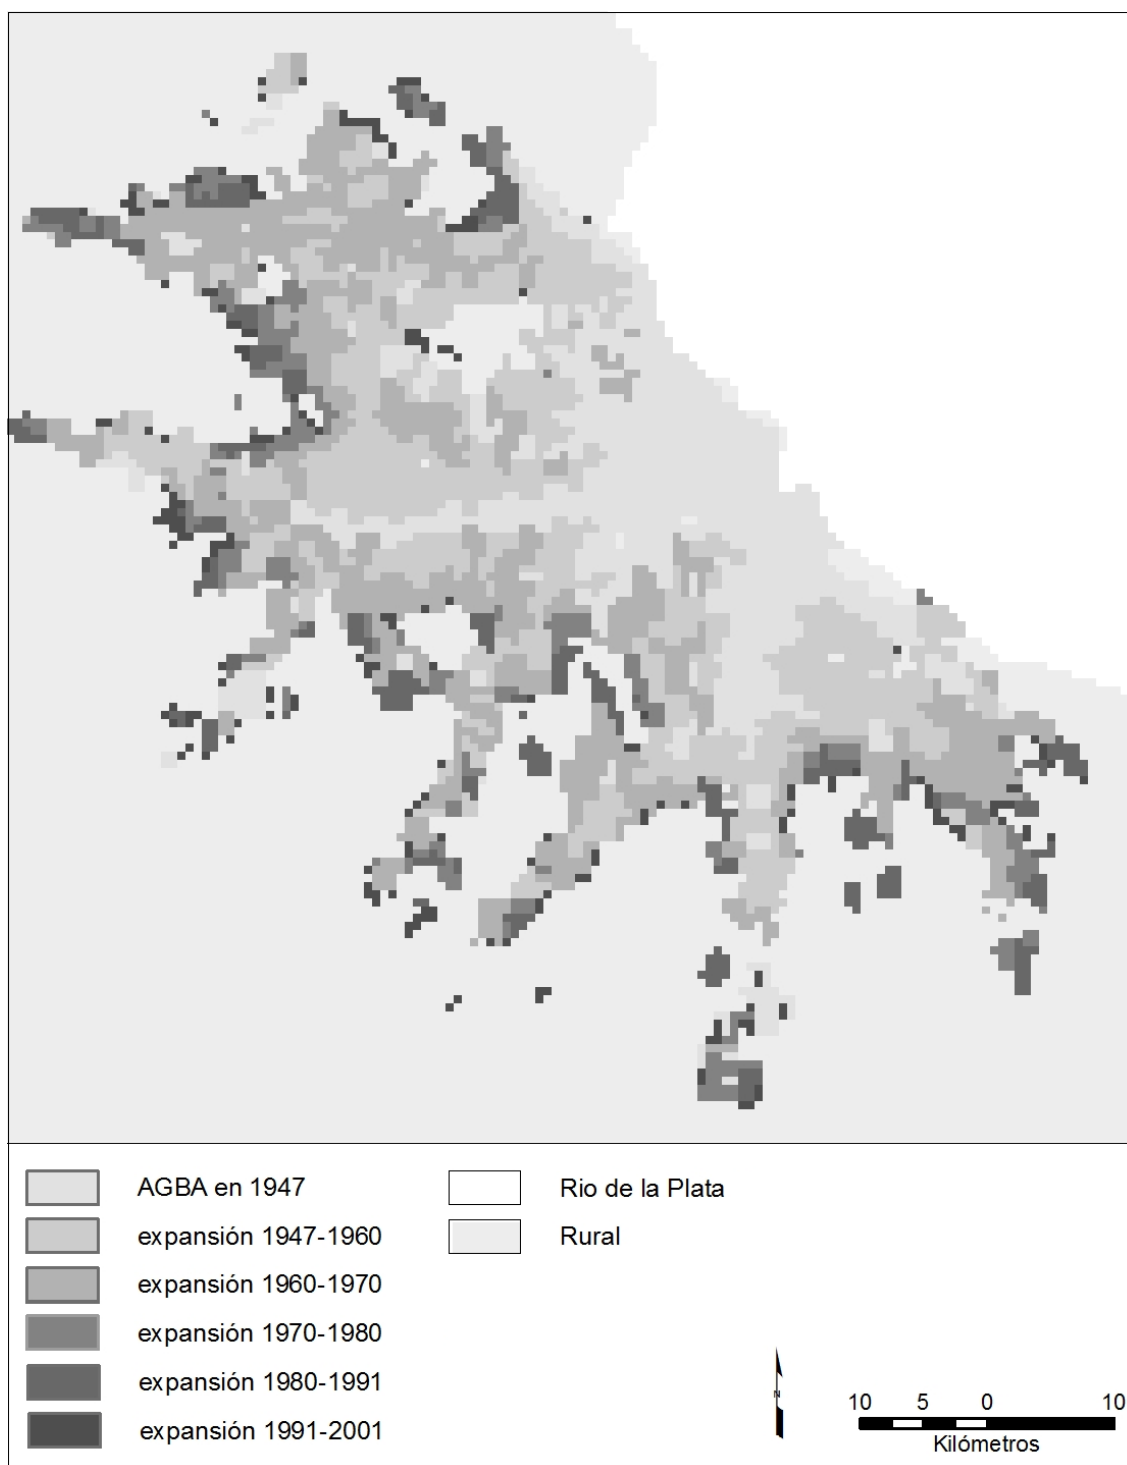 AGBA en 1947
expansión 1947-1960
expansión 1960-1970
expansión 1970-1980
expansión 1980-1991
expansión 1991-2001
Rio de la Plata
Rural
N
10 5 0 10
Kilómetros